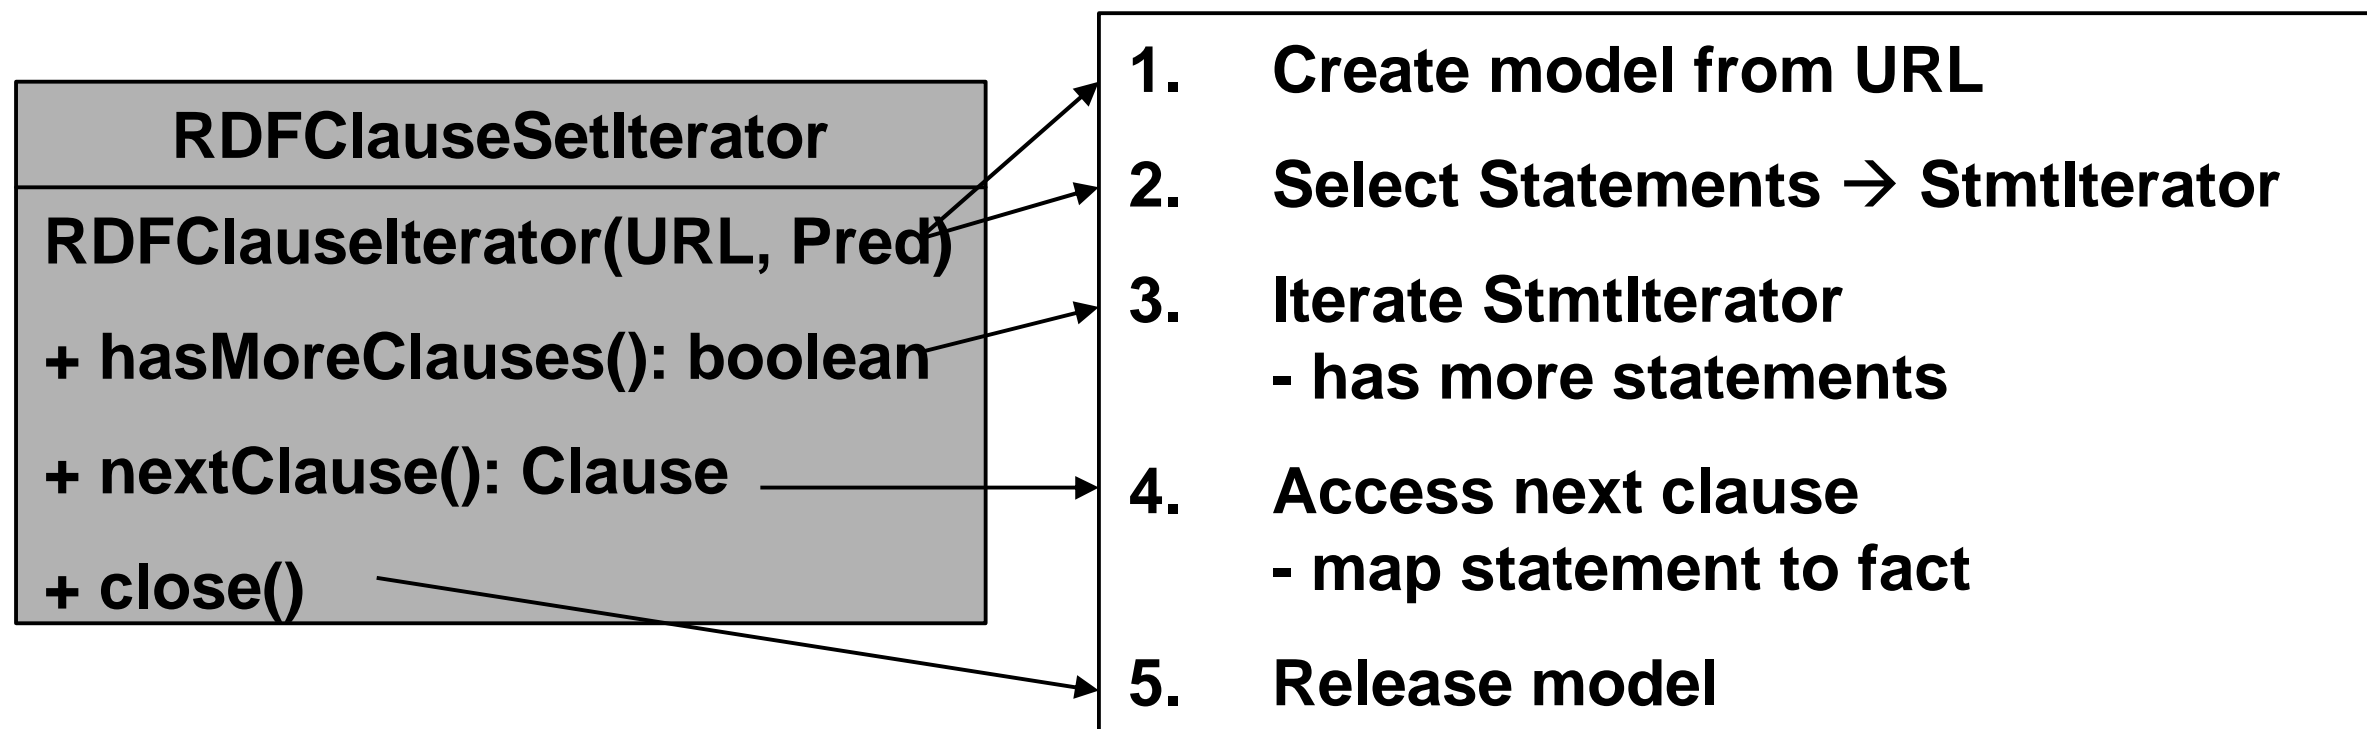 RDFClauseSetIterator
RDFClauseIterator(URL, Pred)
+ hasMoreClauses(): boolean
+ nextClause(): Clause
+ close()
1. Create model from URL
2. Select Statements → StmtIterator
3. Iterate StmtIterator
- has more statements
4. Access next clause
- map statement to fact
5. Release model